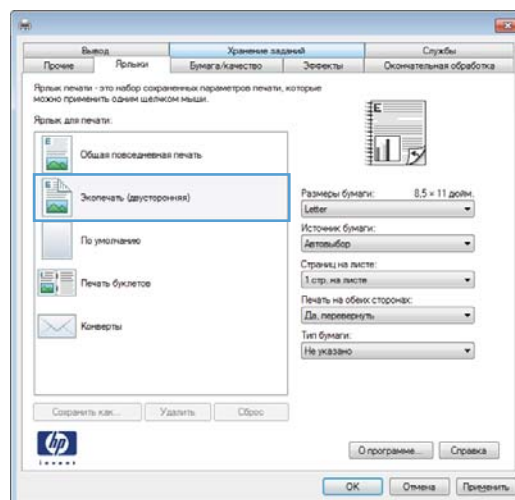 Вывод
Хранение заданий
Службы
Прочие
Ярлыки
Бумага/качество
Эффекты
Окончательная обработка
Ярлык печати - это набор сохраненных параметров печати, которые
можно применить одним щелчком мыши.
Ярлык для печати:
Общая повседневная печать
Экопечать (двусторонняя)
По умолчанию
Печать буклетов
Конверты
E
Размеры бумаги: 8,5 × 11 дюйм.
Letter
Источник бумаги:
Автовыбор
Страниц на листе:
1 стр. на листе
Печать на обеих сторонах:
Да, перевернуть
Тип бумаги:
Не указано
Сохранить как...
Удалить
Сброс
hp
invent
О программе...
Справка
OK
Отмена
Применить